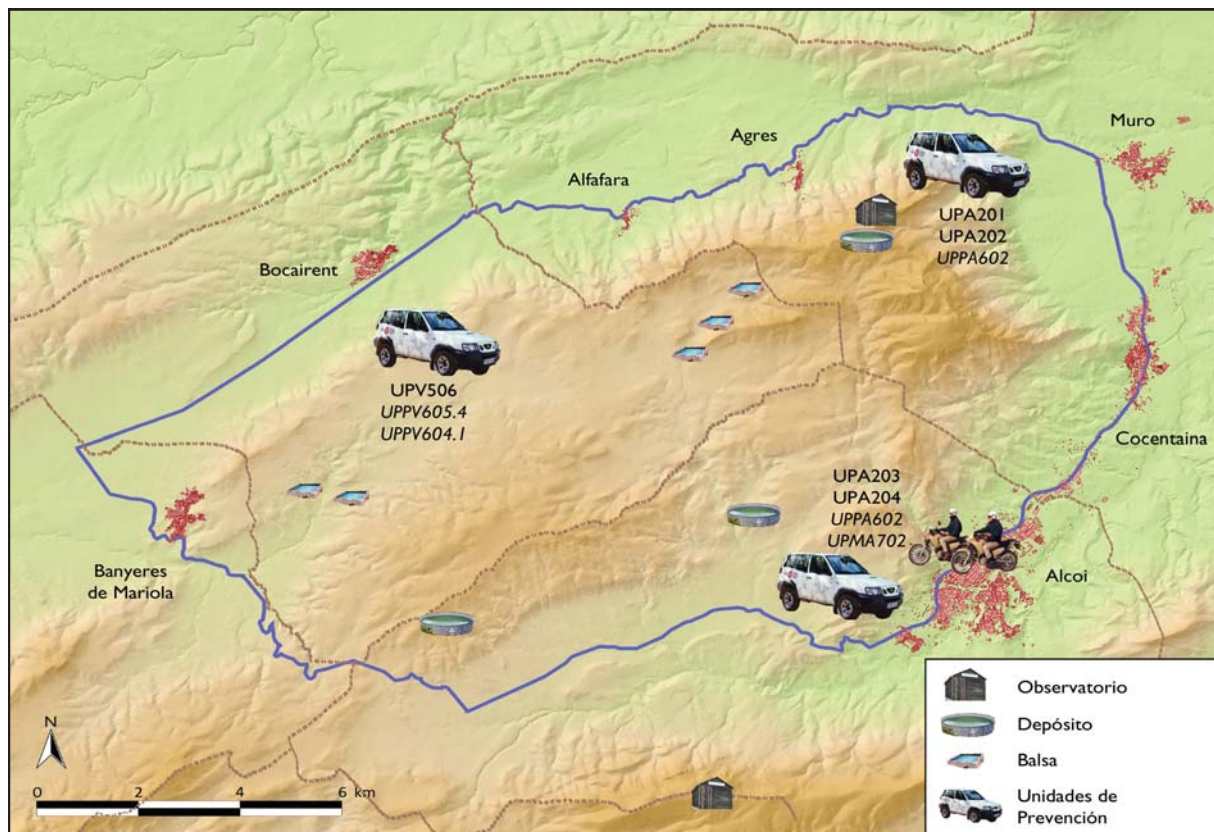 Muro
Agres
Alfafara
UPA201
UPA202
UPPA602
Bocairent
UPV506
UPPV605.4
UPPV604.1
Cocentaina
UPA203
UPA204
UPPA602
UPMA702
Banyeres
de Mariola
Alcoi
N
0 2 4 6 km
Observatorio
Depósito
Balsa
Unidades de
Prevención